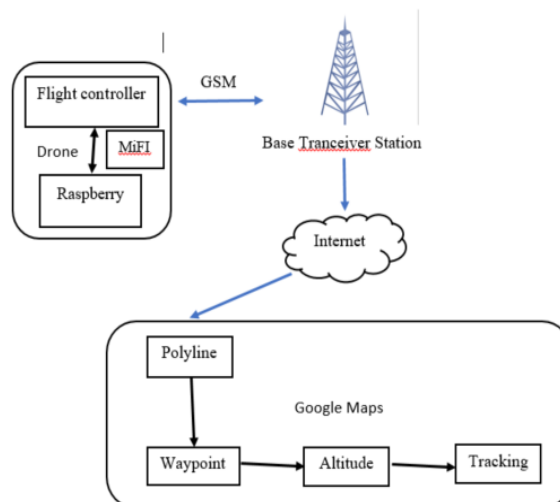 Flight controller
GSM
Drone
MiFI
Raspberry
Base Tranceiver Station
Internet
Polyline
Google Maps
Waypoint
Altitude
Tracking